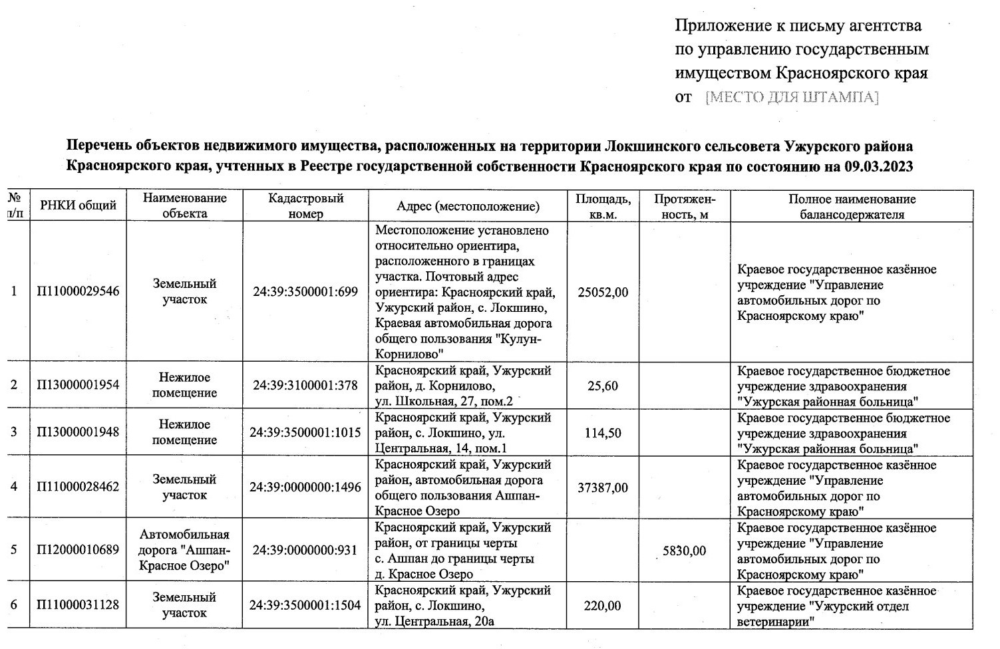 Приложение к письму агентства
по управлению государственным
имуществом Красноярского края
от [МЕСТО ДЛЯ ШТАМПА]
Перечень объектов недвижимого имущества, расположенных на территории Локшинского сельсовета Ужурского района
Красноярского края, учтенных в Реестре государственной собственности Красноярского края по состоянию на 09.03.2023
№
п/п
РНКИ общий
Наименование
объекта
Кадастровый
номер
Адрес (местоположение)
Площадь,
кв.м.
Протяжен-
ность, м
Полное наименование
балансодержателя
1
П11000029546
Земельный
участок
24:39:3500001:699
Местоположение установлено
относительно ориентира,
расположенного в границах
участка. Почтовый адрес
ориентира: Красноярский край,
Ужурский район, с. Локшино,
Краевая автомобильная дорога
общего пользования "Кулун-
Корнилово"
25052,00
Краевое государственное казённое
учреждение "Управление
автомобильных дорог по
Красноярскому краю"
2
П13000001954
Нежилое
помещение
24:39:3100001:378
Красноярский край, Ужурский
район, д. Корнилово,
ул. Школьная, 27, пом.2
25,60
Краевое государственное бюджетное
учреждение здравоохранения
"Ужурская районная больница"
3
П13000001948
Нежилое
помещение
24:39:3500001:1015
Красноярский край, Ужурский
район, с. Локшино, ул.
Центральная, 14, пом.1
114,50
Краевое государственное бюджетное
учреждение здравоохранения
"Ужурская районная больница"
4
П11000028462
Земельный
участок
24:39:0000000:1496
Красноярский край, Ужурский
район, автомобильная дорога
общего пользования Ашпан-
Красное Озеро
37387,00
Краевое государственное казённое
учреждение "Управление
автомобильных дорог по
Красноярскому краю"
5
П12000010689
Автомобильная
дорога "Ашпан-
Красное Озеро"
24:39:0000000:931
Красноярский край, Ужурский
район, от границы черты
с. Ашпан до границы черты
д. Красное Озеро
5830,00
Краевое государственное казённое
учреждение "Управление
автомобильных дорог по
Красноярскому краю"
6
П11000031128
Земельный
участок
24:39:3500001:1504
Красноярский край, Ужурский
район, с. Локшино,
ул. Центральная, 20а
220,00
Краевое государственное казённое
учреждение "Ужурский отдел
ветеринарии"